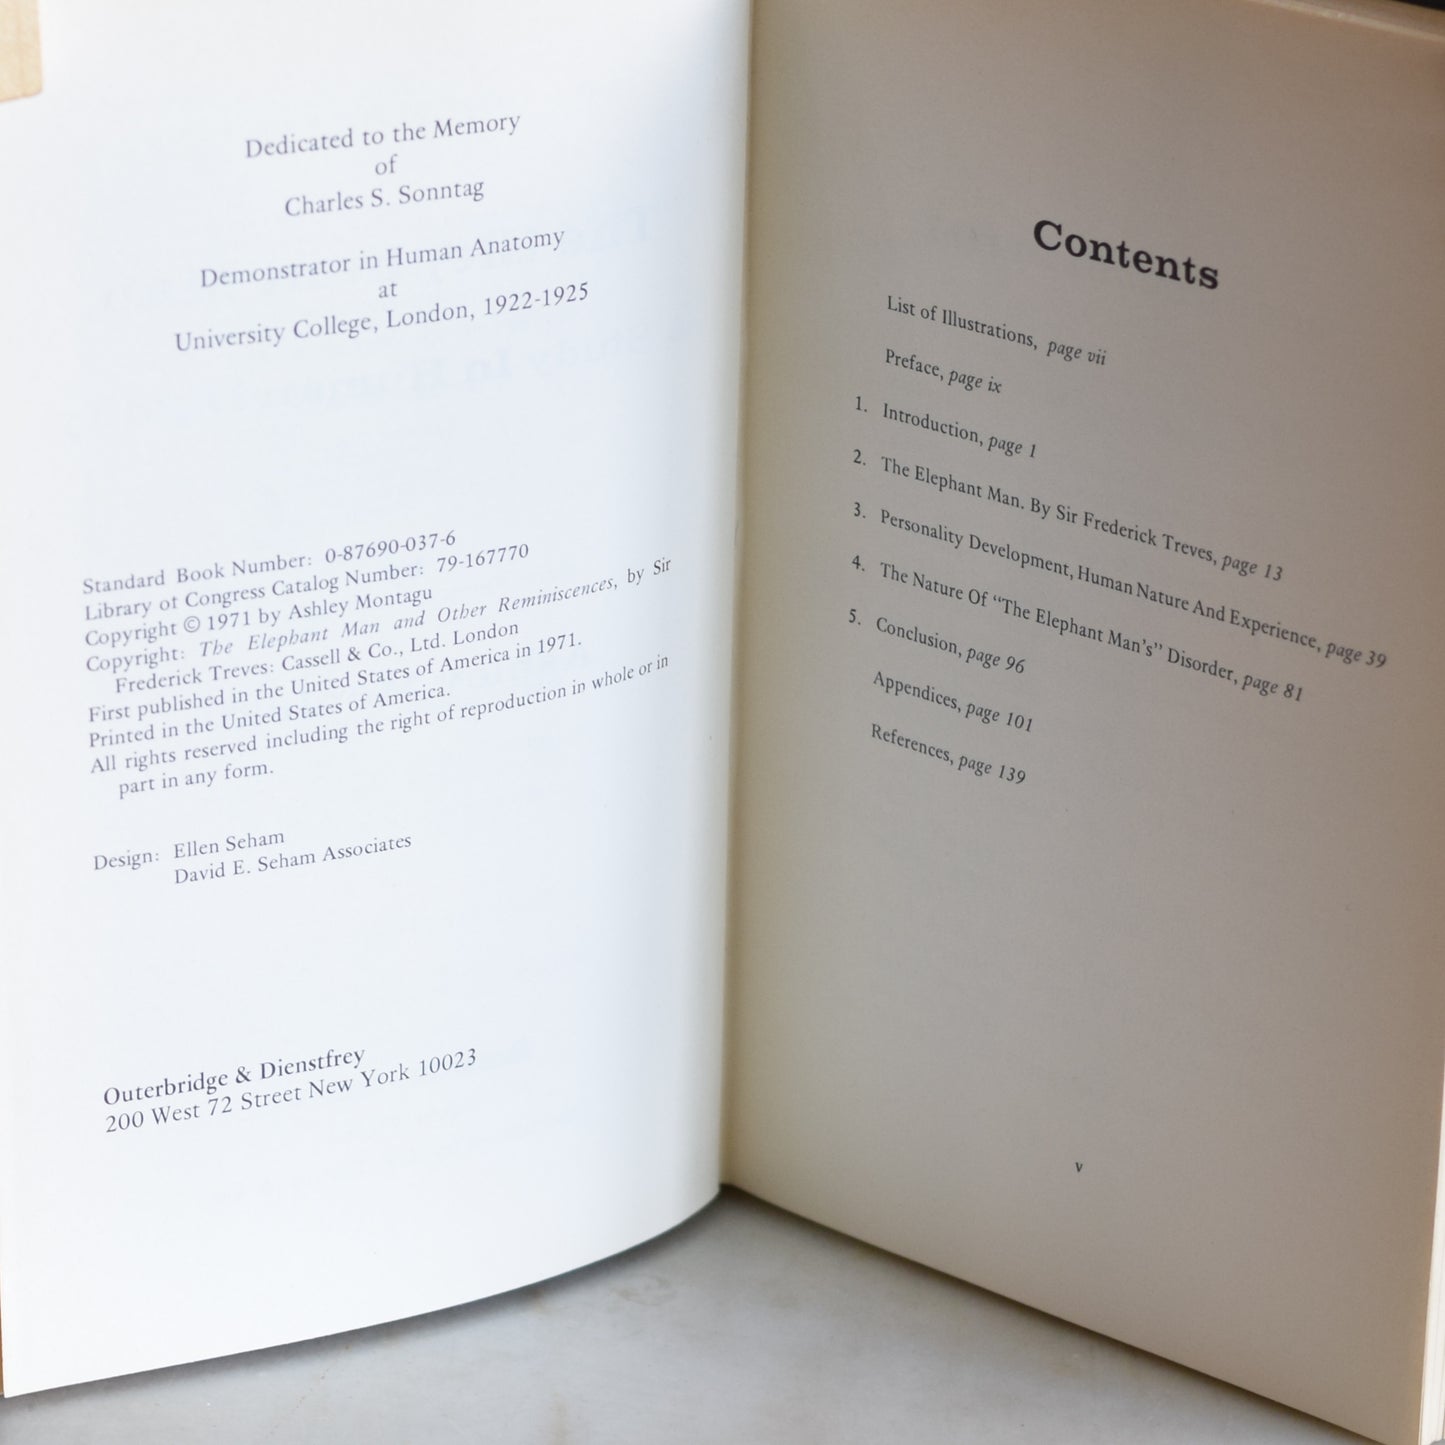 Dedicated to the Memory
of
Charles S. Sonntag
Demonstrator in Human Anatomy
at
University College, London, 1922-1925
Standard Book Number: 0-87690-037-6
Library of Congress Catalog Number: 79-167770
Copyright © 1971 by Ashley Montagu
Copyright: The Elephant Man and Other Reminiscences, by Sir
Frederick Treves: Cassell & Co., Ltd. London
First published in the United States of America in 1971.
Printed in the United States of America.
All rights reserved including the right of reproduction in whole or in
part in any form.
Design: Ellen Seham
David E. Seham Associates
Outerbridge & Dienstfrey
200 West 72 Street New York 10023
Contents
List of Illustrations, page vii
Preface, page ix
1. Introduction, page 1
2. The Elephant Man. By Sir Frederick Treves, page 13
3. Personality Development, Human Nature And Experience, page 39
4. The Nature Of "The Elephant Man's" Disorder, page 81
5. Conclusion, page 96
Appendices, page 101
References, page 139
v